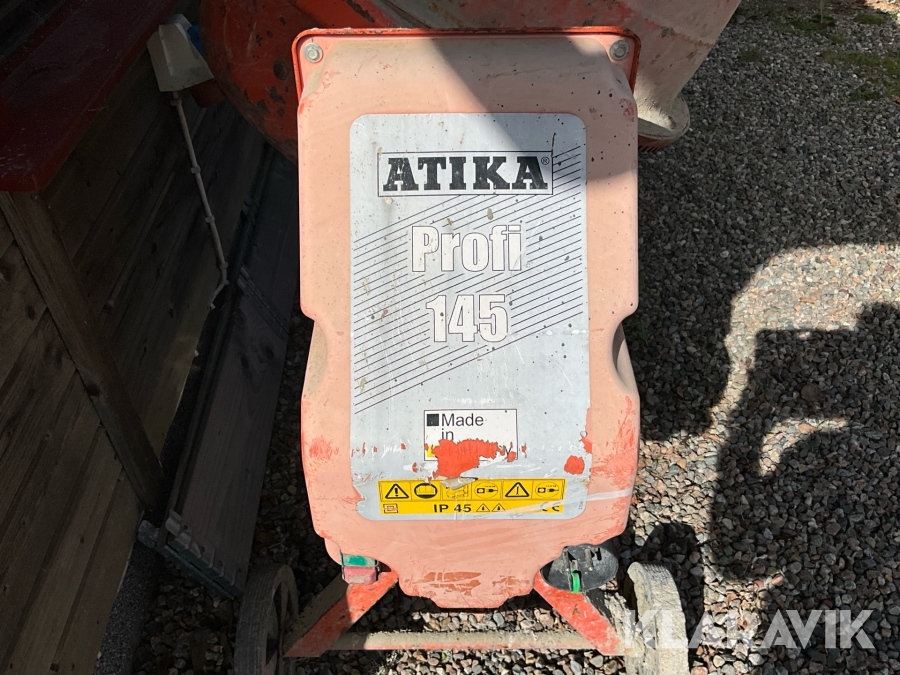 ATIKA®
Profi
145
Made
in
IP 45
CE
KLARAVIK